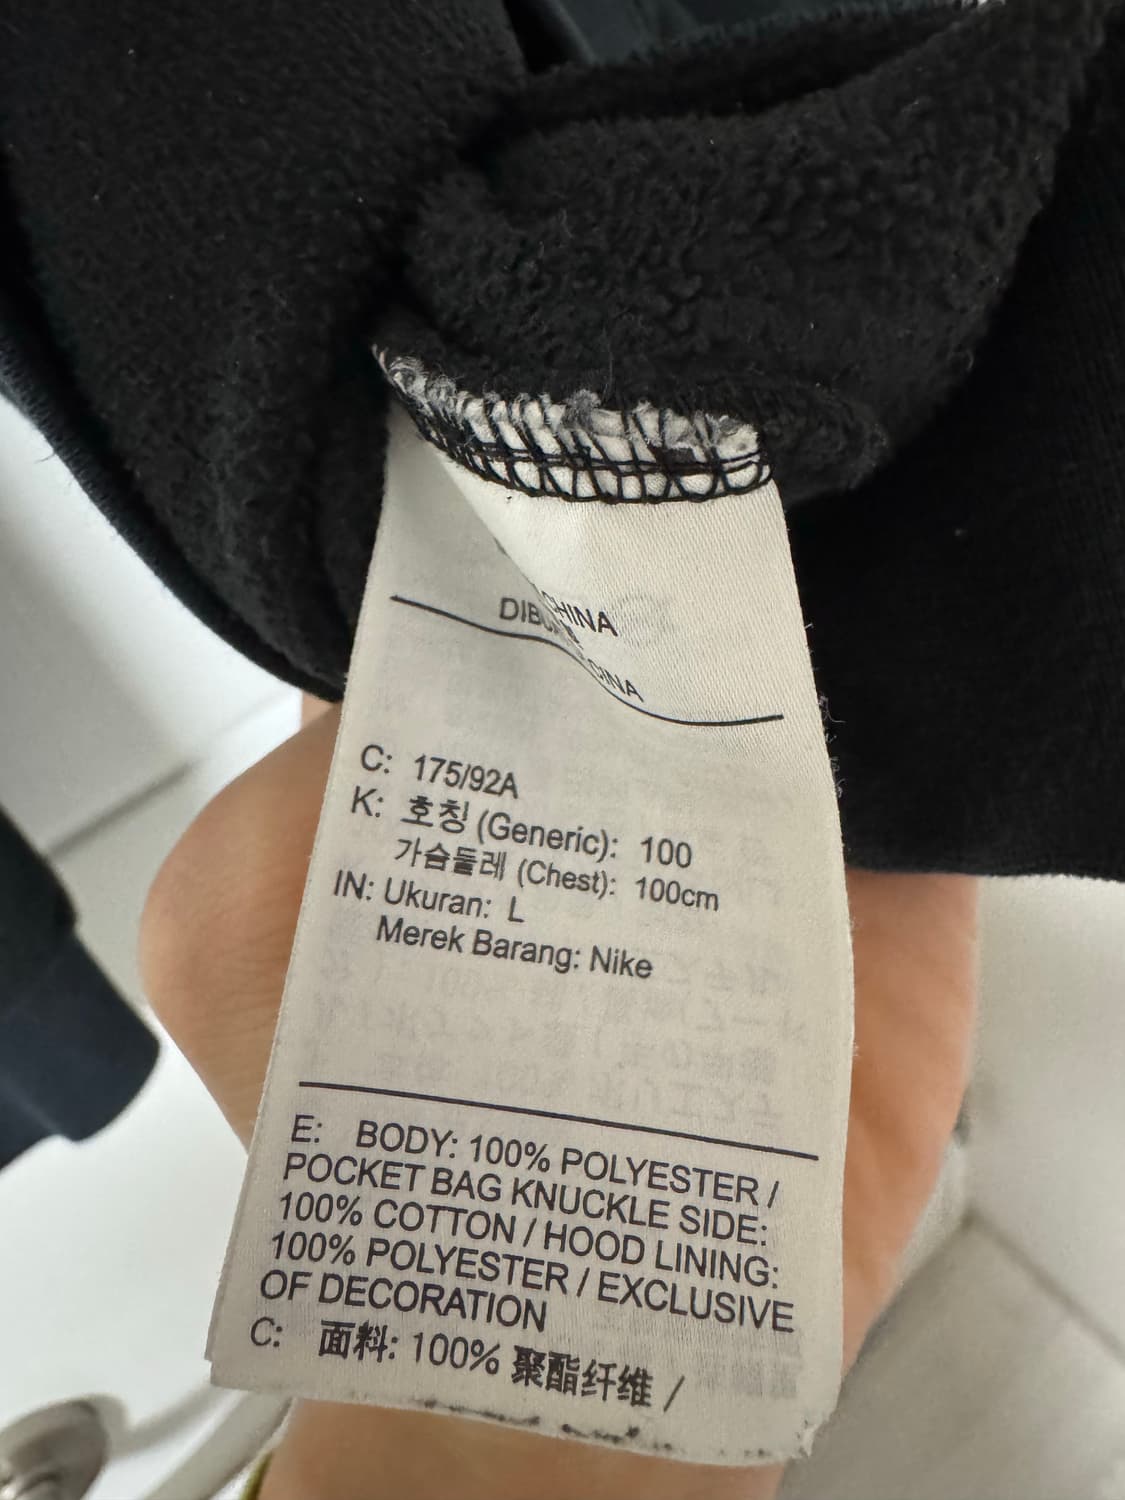 CHINA
CINA
C: 175/92A
K: 호칭 (Generic): 100
가슴둘레 (Chest): 100cm
IN: Ukuran: L
Merek Barang: Nike
E: BODY: 100% POLYESTER /
POCKET BAG KNUCKLE SIDE:
100% COTTON / HOOD LINING:
100% POLYESTER / EXCLUSIVE
OF DECORATION
C: 面料: 100% 聚酯纤维 /